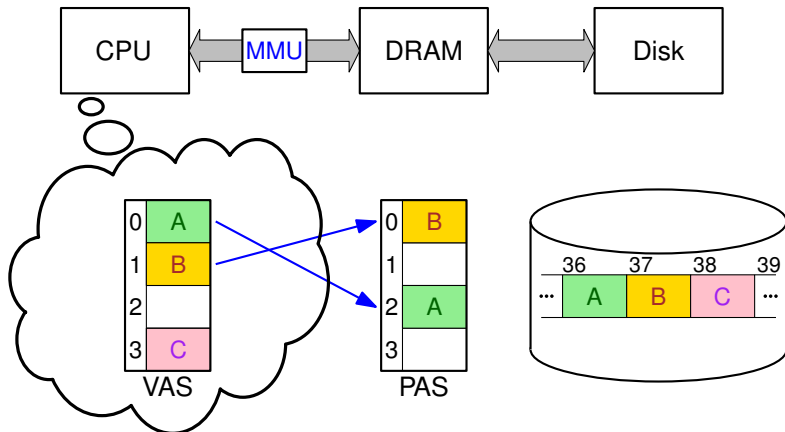 CPU MMU DRAM Disk
0 A 0 B
36 37 38 39
1 B 1
... A B C ...
2 2 A
3 C 3
VAS PAS